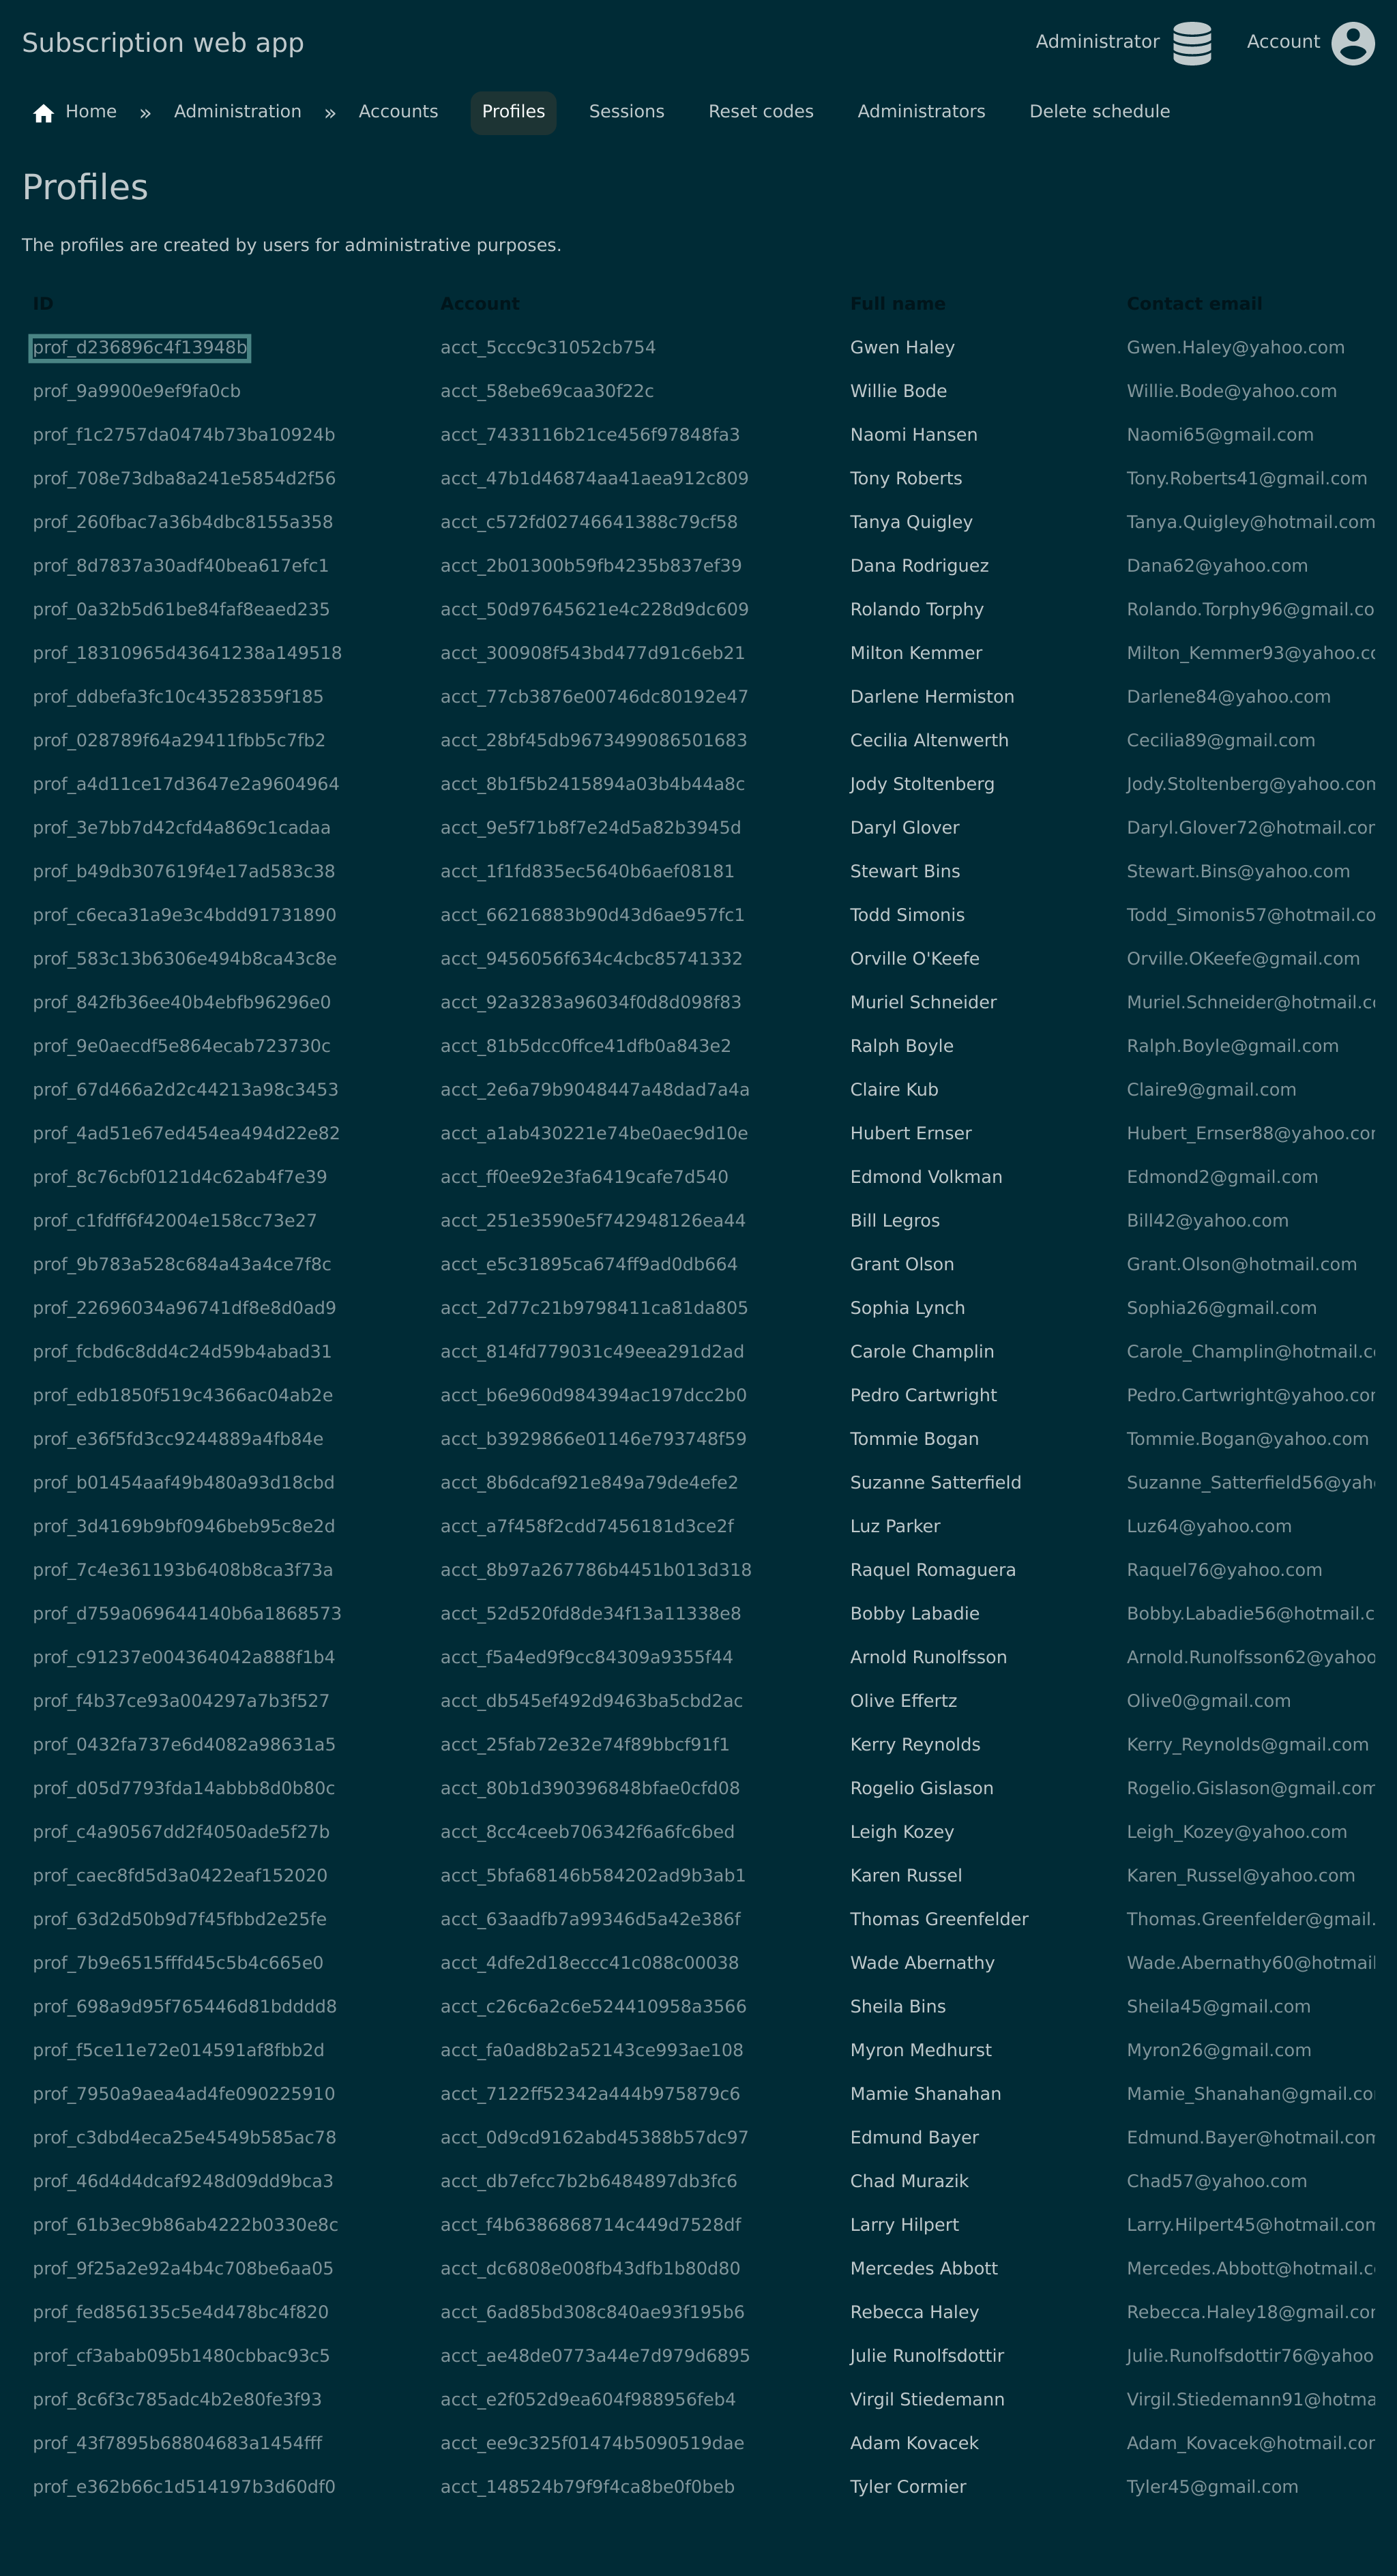 Subscription web app Administrator Account
Home » Administration » Accounts Profiles Sessions Reset codes Administrators Delete schedule
Profiles
The profiles are created by users for administrative purposes.
ID Account Full name Contact email
prof_d236896c4f13948b acct_5ccc9c31052cb754 Gwen Haley Gwen.Haley@yahoo.com
prof_9a9900e9ef9fa0cb acct_58ebe69caa30f22c Willie Bode Willie.Bode@yahoo.com
prof_f1c2757da0474b73ba10924b acct_7433116b21ce456f97848fa3 Naomi Hansen Naomi65@gmail.com
prof_708e73dba8a241e5854d2f56 acct_47b1d46874aa41aea912c809 Tony Roberts Tony.Roberts41@gmail.com
prof_260fbac7a36b4dbc8155a358 acct_c572fd02746641388c79cf58 Tanya Quigley Tanya.Quigley@hotmail.com
prof_8d7837a30adf40bea617efc1 acct_2b01300b59fb4235b837ef39 Dana Rodriguez Dana62@yahoo.com
prof_0a32b5d61be84faf8eaed235 acct_50d97645621e4c228d9dc609 Rolando Torphy Rolando.Torphy96@gmail.co
prof_18310965d43641238a149518 acct_300908f543bd477d91c6eb21 Milton Kemmer Milton_Kemmer93@yahoo.co
prof_ddbefa3fc10c43528359f185 acct_77cb3876e00746dc80192e47 Darlene Hermiston Darlene84@yahoo.com
prof_028789f64a29411fbb5c7fb2 acct_28bf45db9673499086501683 Cecilia Altenwerth Cecilia89@gmail.com
prof_a4d11ce17d3647e2a9604964 acct_8b1f5b2415894a03b4b44a8c Jody Stoltenberg Jody.Stoltenberg@yahoo.com
prof_3e7bb7d42cfd4a869c1cadaa acct_9e5f71b8f7e24d5a82b3945d Daryl Glover Daryl.Glover72@hotmail.com
prof_b49db307619f4e17ad583c38 acct_1f1fd835ec5640b6aef08181 Stewart Bins Stewart.Bins@yahoo.com
prof_c6eca31a9e3c4bdd91731890 acct_66216883b90d43d6ae957fc1 Todd Simonis Todd_Simonis57@hotmail.co
prof_583c13b6306e494b8ca43c8e acct_9456056f634c4cbc85741332 Orville O'Keefe Orville.OKeefe@gmail.com
prof_842fb36ee40b4ebfb96296e0 acct_92a3283a96034f0d8d098f83 Muriel Schneider Muriel.Schneider@hotmail.co
prof_9e0aecdf5e864ecab723730c acct_81b5dcc0ffce41dfb0a843e2 Ralph Boyle Ralph.Boyle@gmail.com
prof_67d466a2d2c44213a98c3453 acct_2e6a79b9048447a48dad7a4a Claire Kub Claire9@gmail.com
prof_4ad51e67ed454ea494d22e82 acct_a1ab430221e74be0aec9d10e Hubert Ernser Hubert_Ernser88@yahoo.com
prof_8c76cbf0121d4c62ab4f7e39 acct_ff0ee92e3fa6419cafe7d540 Edmond Volkman Edmond2@gmail.com
prof_c1fdff6f42004e158cc73e27 acct_251e3590e5f742948126ea44 Bill Legros Bill42@yahoo.com
prof_9b783a528c684a43a4ce7f8c acct_e5c31895ca674ff9ad0db664 Grant Olson Grant.Olson@hotmail.com
prof_22696034a96741df8e8d0ad9 acct_2d77c21b9798411ca81da805 Sophia Lynch Sophia26@gmail.com
prof_fcbd6c8dd4c24d59b4abad31 acct_814fd779031c49eea291d2ad Carole Champlin Carole_Champlin@hotmail.co
prof_edb1850f519c4366ac04ab2e acct_b6e960d984394ac197dcc2b0 Pedro Cartwright Pedro.Cartwright@yahoo.com
prof_e36f5fd3cc9244889a4fb84e acct_b3929866e01146e793748f59 Tommie Bogan Tommie.Bogan@yahoo.com
prof_b01454aaf49b480a93d18cbd acct_8b6dcaf921e849a79de4efe2 Suzanne Satterfield Suzanne_Satterfield56@yaho
prof_3d4169b9bf0946beb95c8e2d acct_a7f458f2cdd7456181d3ce2f Luz Parker Luz64@yahoo.com
prof_7c4e361193b6408b8ca3f73a acct_8b97a267786b4451b013d318 Raquel Romaguera Raquel76@yahoo.com
prof_d759a069644140b6a1868573 acct_52d520fd8de34f13a11338e8 Bobby Labadie Bobby.Labadie56@hotmail.c
prof_c91237e004364042a888f1b4 acct_f5a4ed9f9cc84309a9355f44 Arnold Runolfsson Arnold.Runolfsson62@yahoo
prof_f4b37ce93a004297a7b3f527 acct_db545ef492d9463ba5cbd2ac Olive Effertz Olive0@gmail.com
prof_0432fa737e6d4082a98631a5 acct_25fab72e32e74f89bbcf91f1 Kerry Reynolds Kerry_Reynolds@gmail.com
prof_d05d7793fda14abbb8d0b80c acct_80b1d390396848bfae0cfd08 Rogelio Gislason Rogelio.Gislason@gmail.com
prof_c4a90567dd2f4050ade5f27b acct_8cc4ceeb706342f6a6fc6bed Leigh Kozey Leigh_Kozey@yahoo.com
prof_caec8fd5d3a0422eaf152020 acct_5bfa68146b584202ad9b3ab1 Karen Russel Karen_Russel@yahoo.com
prof_63d2d50b9d7f45fbbd2e25fe acct_63aadfb7a99346d5a42e386f Thomas Greenfelder Thomas.Greenfelder@gmail.
prof_7b9e6515fffd45c5b4c665e0 acct_4dfe2d18eccc41c088c00038 Wade Abernathy Wade.Abernathy60@hotmail
prof_698a9d95f765446d81bdddd8 acct_c26c6a2c6e524410958a3566 Sheila Bins Sheila45@gmail.com
prof_f5ce11e72e014591af8fbb2d acct_fa0ad8b2a52143ce993ae108 Myron Medhurst Myron26@gmail.com
prof_7950a9aea4ad4fe090225910 acct_7122ff52342a444b975879c6 Mamie Shanahan Mamie_Shanahan@gmail.co
prof_c3dbd4eca25e4549b585ac78 acct_0d9cd9162abd45388b57dc97 Edmund Bayer Edmund.Bayer@hotmail.com
prof_46d4d4dcaf9248d09dd9bca3 acct_db7efcc7b2b6484897db3fc6 Chad Murazik Chad57@yahoo.com
prof_61b3ec9b86ab4222b0330e8c acct_f4b6386868714c449d7528df Larry Hilpert Larry.Hilpert45@hotmail.com
prof_9f25a2e92a4b4c708be6aa05 acct_dc6808e008fb43dfb1b80d80 Mercedes Abbott Mercedes.Abbott@hotmail.co
prof_fed856135c5e4d478bc4f820 acct_6ad85bd308c840ae93f195b6 Rebecca Haley Rebecca.Haley18@gmail.com
prof_cf3abab095b1480cbbac93c5 acct_ae48de0773a44e7d979d6895 Julie Runolfsdottir Julie.Runolfsdottir76@yahoo
prof_8c6f3c785adc4b2e80fe3f93 acct_e2f052d9ea604f988956feb4 Virgil Stiedemann Virgil.Stiedemann91@hotma
prof_43f7895b68804683a1454fff acct_ee9c325f01474b5090519dae Adam Kovacek Adam_Kovacek@hotmail.com
prof_e362b66c1d514197b3d60df0 acct_148524b79f9f4ca8be0f0beb Tyler Cormier Tyler45@gmail.com